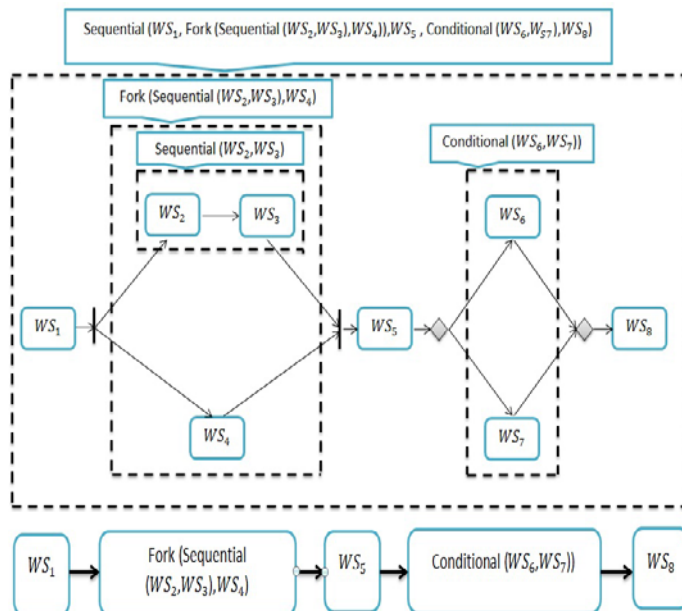 Sequential (WS₁, Fork (Sequential (WS₂,WS₃),WS₄)),WS₅ , Conditional (WS₆,W_S₇),WS₈)
Fork (Sequential (WS₂,WS₃),WS₄)
Sequential (WS₂,WS₃)
Conditional (WS₆,WS₇))
WS₂
WS₃
WS₆
WS₁
WS₅
WS₈
WS₄
WS₇
WS₁
Fork (Sequential
(WS₂,WS₃),WS₄)
WS₅
Conditional (WS₆,WS₇))
WS₈